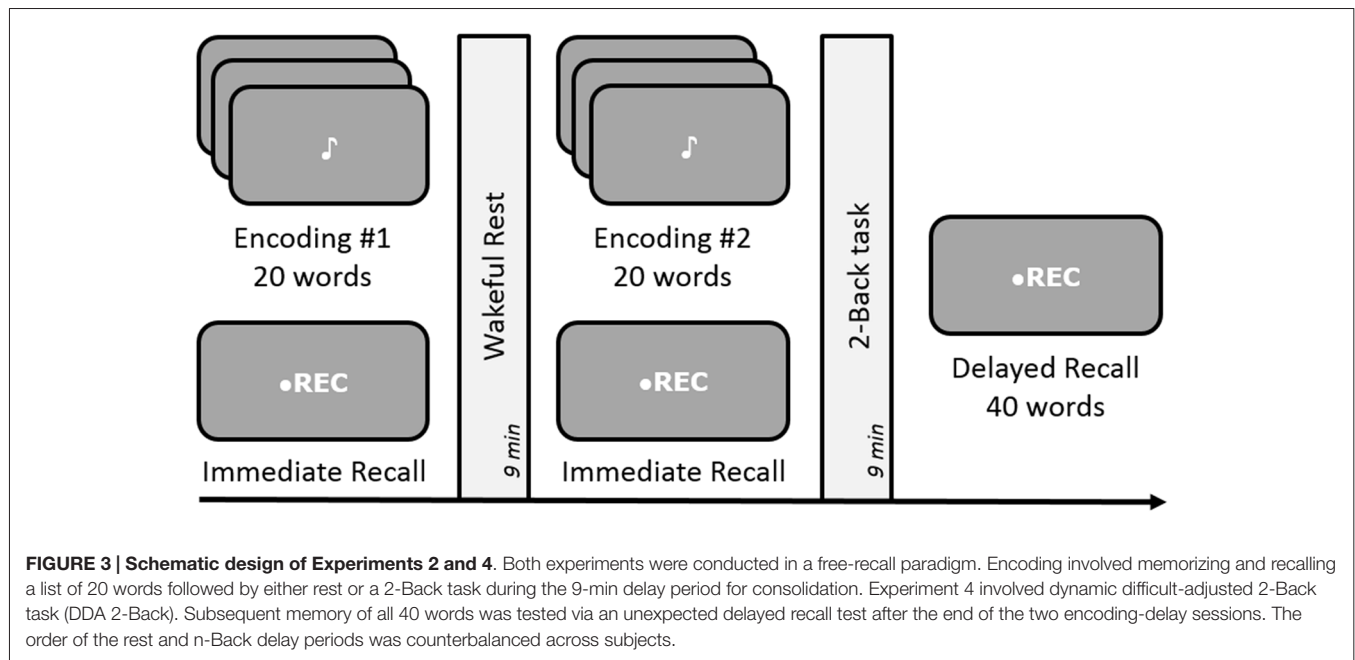 Encoding #1
20 words
●REC
Immediate Recall
Wakeful Rest
9 min
Encoding #2
20 words
●REC
Immediate Recall
2-Back task
9 min
●REC
Delayed Recall
40 words
FIGURE 3 | Schematic design of Experiments 2 and 4. Both experiments were conducted in a free-recall paradigm. Encoding involved memorizing and recalling
a list of 20 words followed by either rest or a 2-Back task during the 9-min delay period for consolidation. Experiment 4 involved dynamic difficult-adjusted 2-Back
task (DDA 2-Back). Subsequent memory of all 40 words was tested via an unexpected delayed recall test after the end of the two encoding-delay sessions. The
order of the rest and n-Back delay periods was counterbalanced across subjects.